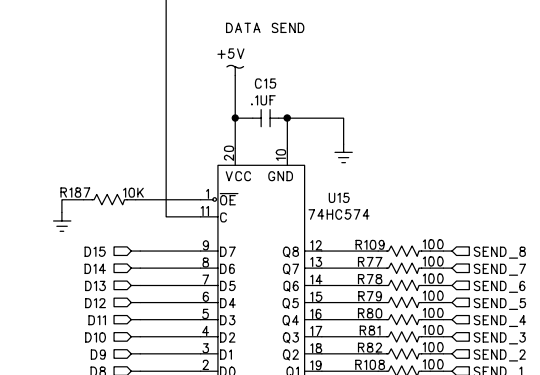 DATA SEND
+5V
C15
.1UF
20
10
VCC GND
R187 10K 1 OE
11 C
U15
74HC574
D15 9 D7 Q8 12 R109 100 SEND_8
D14 8 D6 Q7 13 R77 100 SEND_7
D13 7 D5 Q6 14 R78 100 SEND_6
D12 6 D4 Q5 15 R79 100 SEND_5
D11 5 D3 Q4 16 R80 100 SEND_4
D10 4 D2 Q3 17 R81 100 SEND_3
D9 3 D1 Q2 18 R82 100 SEND_2
D8 2 D0 Q1 19 R108 100 SEND_1